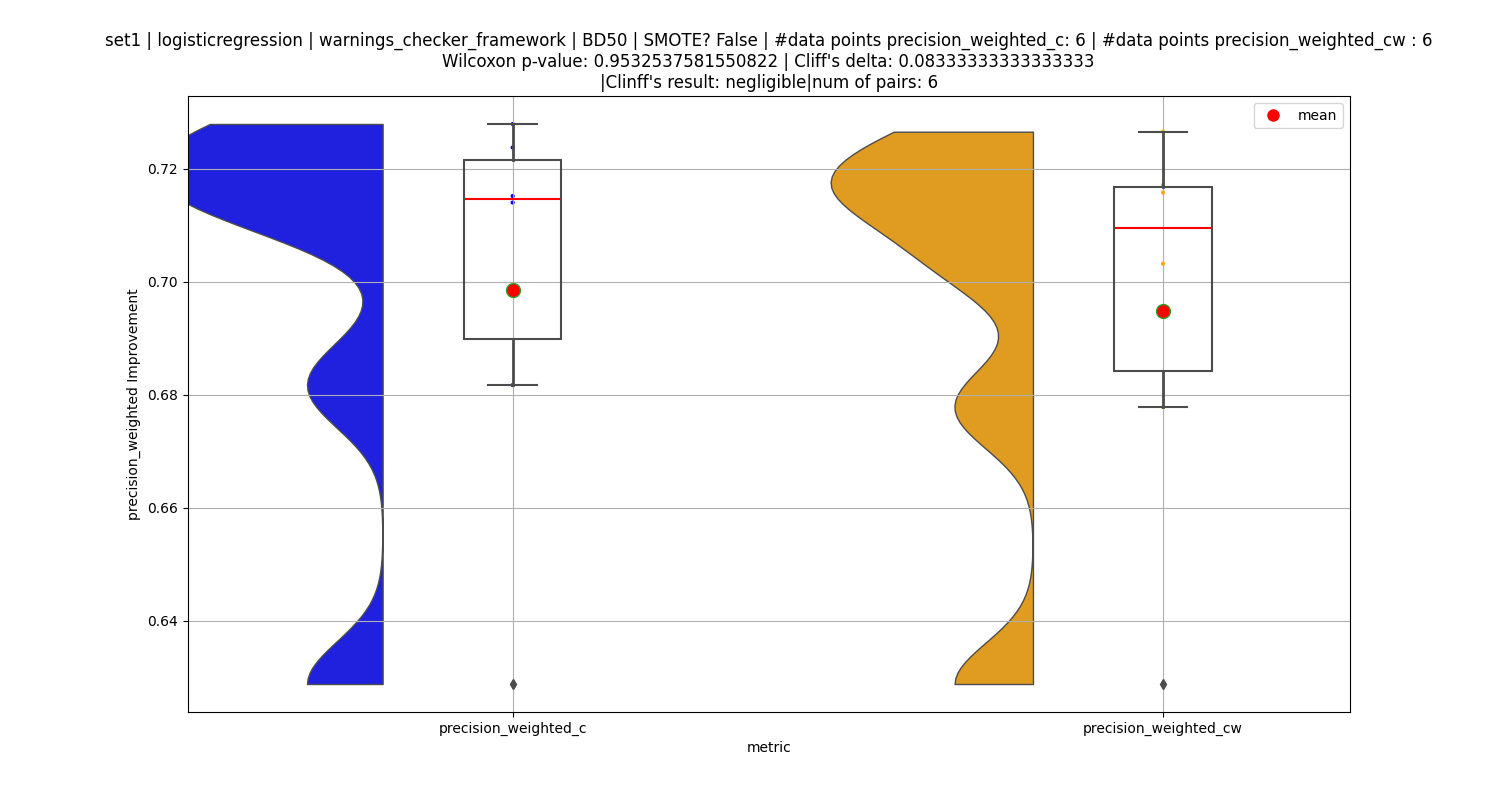 set1 | logisticregression | warnings_checker_framework | BD50 | SMOTE? False | #data points precision_weighted_c: 6 | #data points precision_weighted_cw : 6
Wilcoxon p-value: 0.9532537581550822 | Cliff's delta: 0.08333333333333333
|Clinff's result: negligible|num of pairs: 6
mean
0.72
0.70
0.68
0.66
0.64
precision_weighted Improvement
precision_weighted_c
precision_weighted_cw
metric